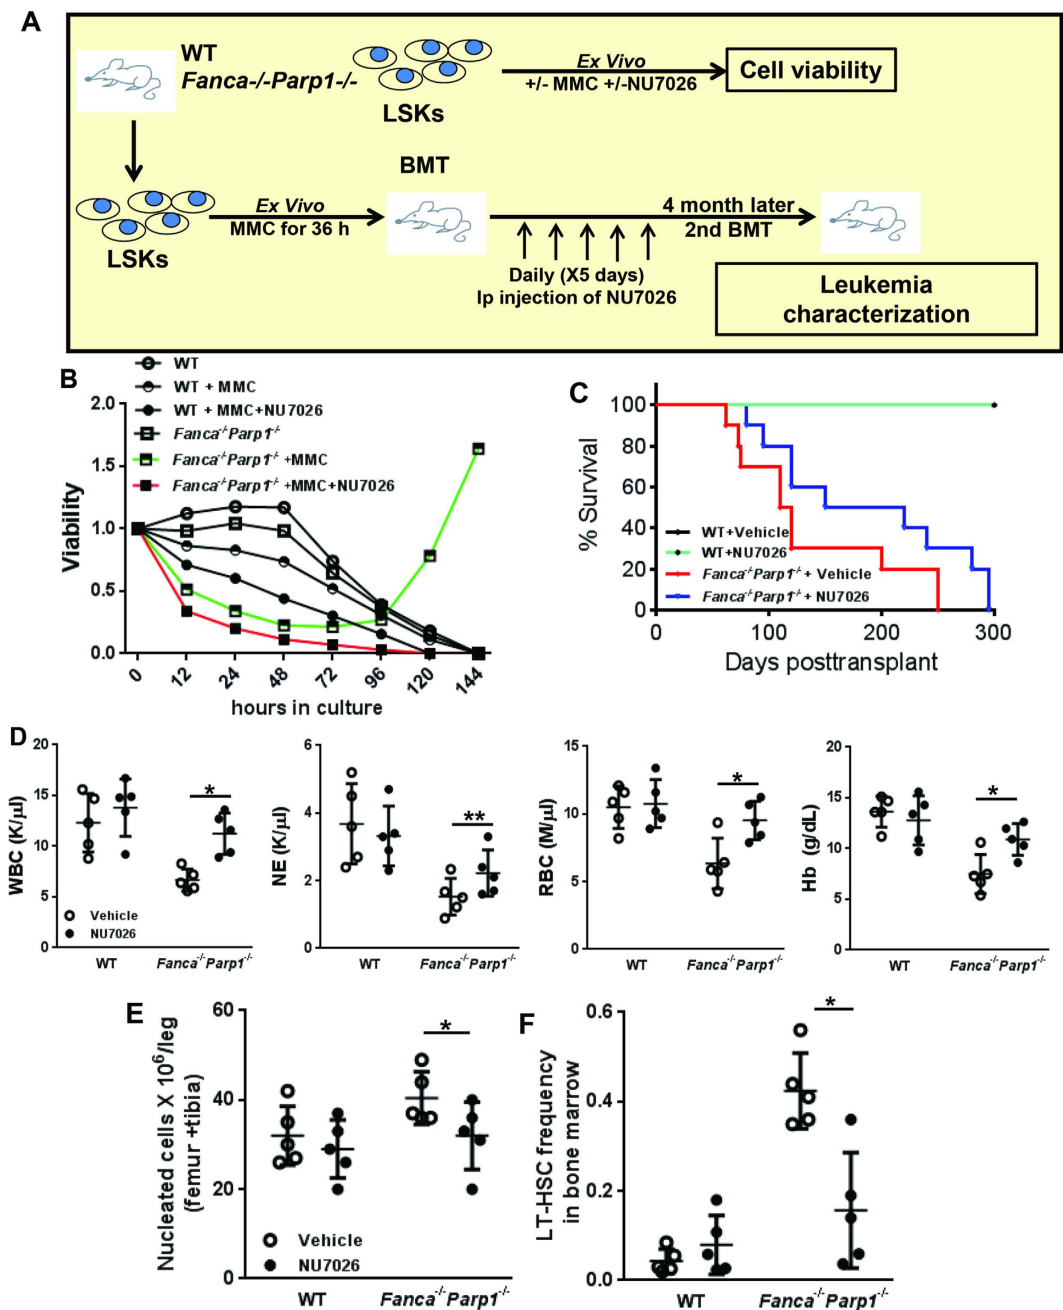 A
WT
Fanca-/-Parp1-/-
LSKs
Ex Vivo
+/- MMC +/-NU7026
Cell viability
LSKs
Ex Vivo
MMC for 36 h
BMT
4 month later
2nd BMT
Daily (X5 days)
Ip injection of NU7026
Leukemia
characterization
B
WT
WT + MMC
WT + MMC+NU7026
Fanca-/-Parp1-/-
Fanca-/-Parp1-/- +MMC
Fanca-/-Parp1-/- +MMC+NU7026
2.0
1.5
1.0
0.5
0.0
Viability
0 12 24 48 72 96 120 144
hours in culture
C
100
80
60
40
20
0
% Survival
WT+Vehicle
WT+NU7026
Fanca-/-Parp1-/- + Vehicle
Fanca-/-Parp1-/- + NU7026
0 100 200 300
Days posttransplant
D
20
15
10
5
0
WBC (K/µl)
*
Vehicle
NU7026
WT Fanca-/-Parp1-/-
6
4
2
0
NE (K/µl)
**
WT Fanca-/-Parp1-/-
15
10
5
0
RBC (M/µl)
*
WT Fanca-/-Parp1-/-
20
15
10
5
0
Hb (g/dL)
*
WT Fanca-/-Parp1-/-
E
60
40
20
0
Nucleated cells X 10⁶/leg
(femur +tibia)
*
Vehicle
NU7026
WT Fanca-/-Parp1-/-
F
0.6
0.4
0.2
0.0
LT-HSC frequency
in bone marrow
*
WT Fanca-/-Parp1-/-